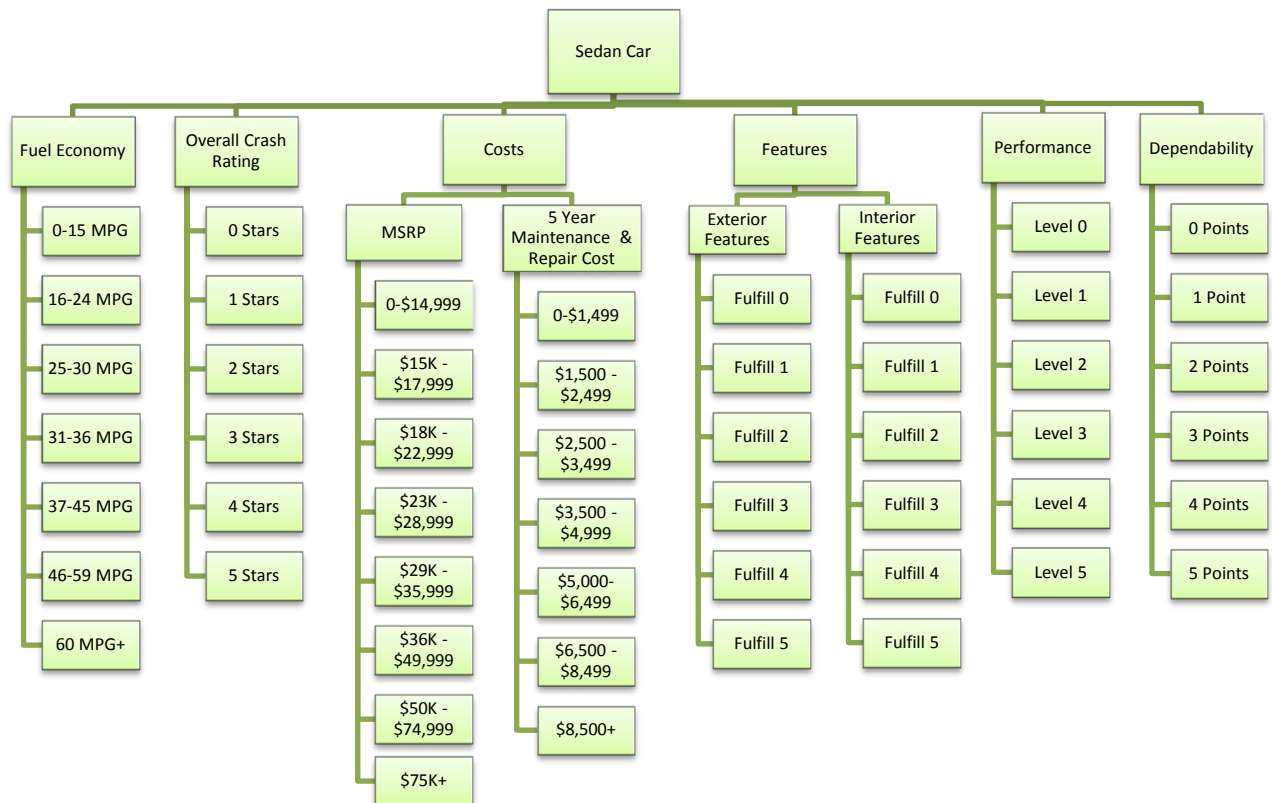 Sedan Car
Fuel Economy
0-15 MPG
16-24 MPG
25-30 MPG
31-36 MPG
37-45 MPG
46-59 MPG
60 MPG+
Overall Crash
Rating
0 Stars
1 Stars
2 Stars
3 Stars
4 Stars
5 Stars
Costs
MSRP
0-$14,999
$15K -
$17,999
$18K -
$22,999
$23K -
$28,999
$29K -
$35,999
$36K -
$49,999
$50K -
$74,999
$75K+
5 Year
Maintenance &
Repair Cost
0-$1,499
$1,500 -
$2,499
$2,500 -
$3,499
$3,500 -
$4,999
$5,000-
$6,499
$6,500 -
$8,499
$8,500+
Features
Exterior
Features
Fulfill 0
Fulfill 1
Fulfill 2
Fulfill 3
Fulfill 4
Fulfill 5
Interior
Features
Fulfill 0
Fulfill 1
Fulfill 2
Fulfill 3
Fulfill 4
Fulfill 5
Performance
Level 0
Level 1
Level 2
Level 3
Level 4
Level 5
Dependability
0 Points
1 Point
2 Points
3 Points
4 Points
5 Points